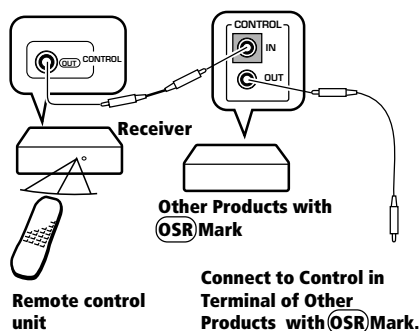 CONTROL
OUT CONTROL
IN
OUT
Receiver
Other Products with
OSR Mark
Remote control
unit
Connect to Control in
Terminal of Other
Products with OSR Mark.